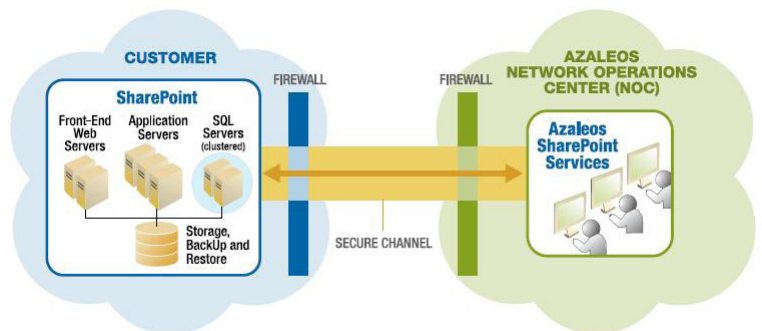 CUSTOMER
SharePoint
Front-End
Web
Servers
Application
Servers
SQL
Servers
(clustered)
Storage,
BackUp and
Restore
FIREWALL
SECURE CHANNEL
FIREWALL
AZALEOS
NETWORK OPERATIONS
CENTER (NOC)
Azaleos
SharePoint
Services